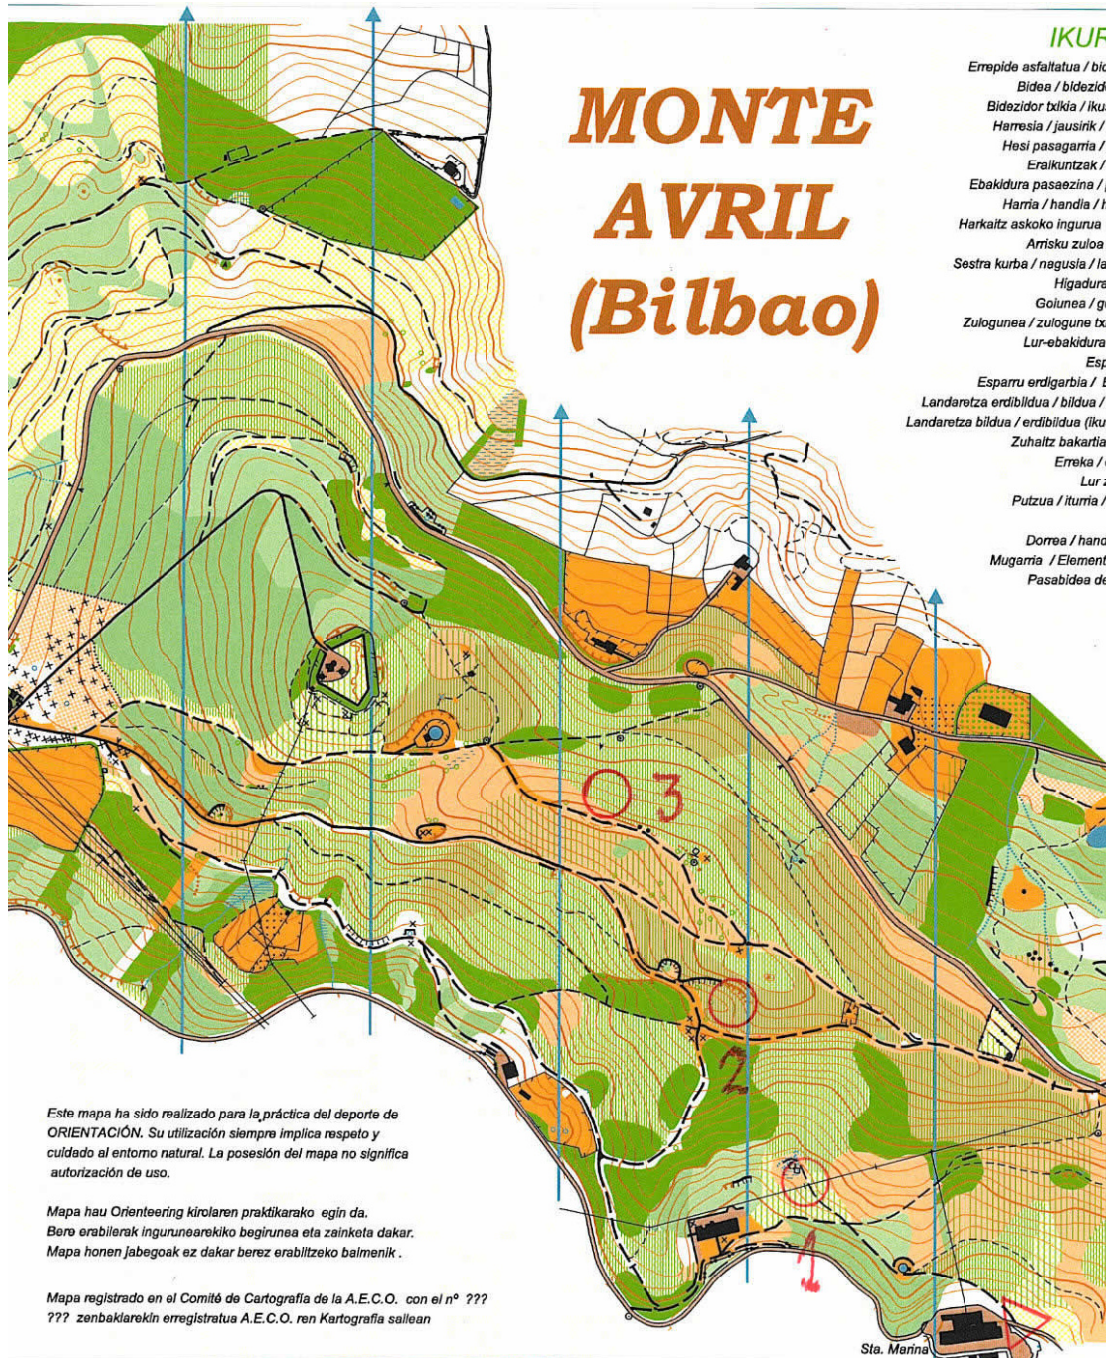 MONTE
AVRIL
(Bilbao)
IKUR
Errepide asfaltatua / bid
Bidea / bidezido
Bidezidor txikia / iku
Harresia / jausirik /
Hesi pasagarria /
Eraikuntzak /
Ebakidura pasaezina /
Harria / handia / h
Harkaitz askoko ingurua
Arrisku zuloa
Sestra kurba / nagusia / la
Higadura
Goiunea / gu
Zulogunea / zulogune tx
Lur-ebakidura
Esp
Esparru erdigarbia / E
Landaretza erdibildua / bildua /
Landaretza bildua / erdibildua (iku
Zuhaitz bakartia
Erreka /
Lur z
Putzua / iturria /
Dorrea / hand
Mugarria / Element
Pasabidea de
3
2
1
Este mapa ha sido realizado para la práctica del deporte de
ORIENTACIÓN. Su utilización siempre implica respeto y
cuidado al entorno natural. La posesión del mapa no significa
autorización de uso.
Mapa hau Orienteering kirolaren praktikarako egin da.
Bere erabilerak ingurunearekiko begirunea eta zainketa dakar.
Mapa honen jabegoak ez dakar berez erabiltzeko balmenik .
Mapa registrado en el Comité de Cartografía de la A.E.C.O. con el nº ???
??? zenbakiarekin erregistratua A.E.C.O. ren Kartografia sailean
Sta. Marina